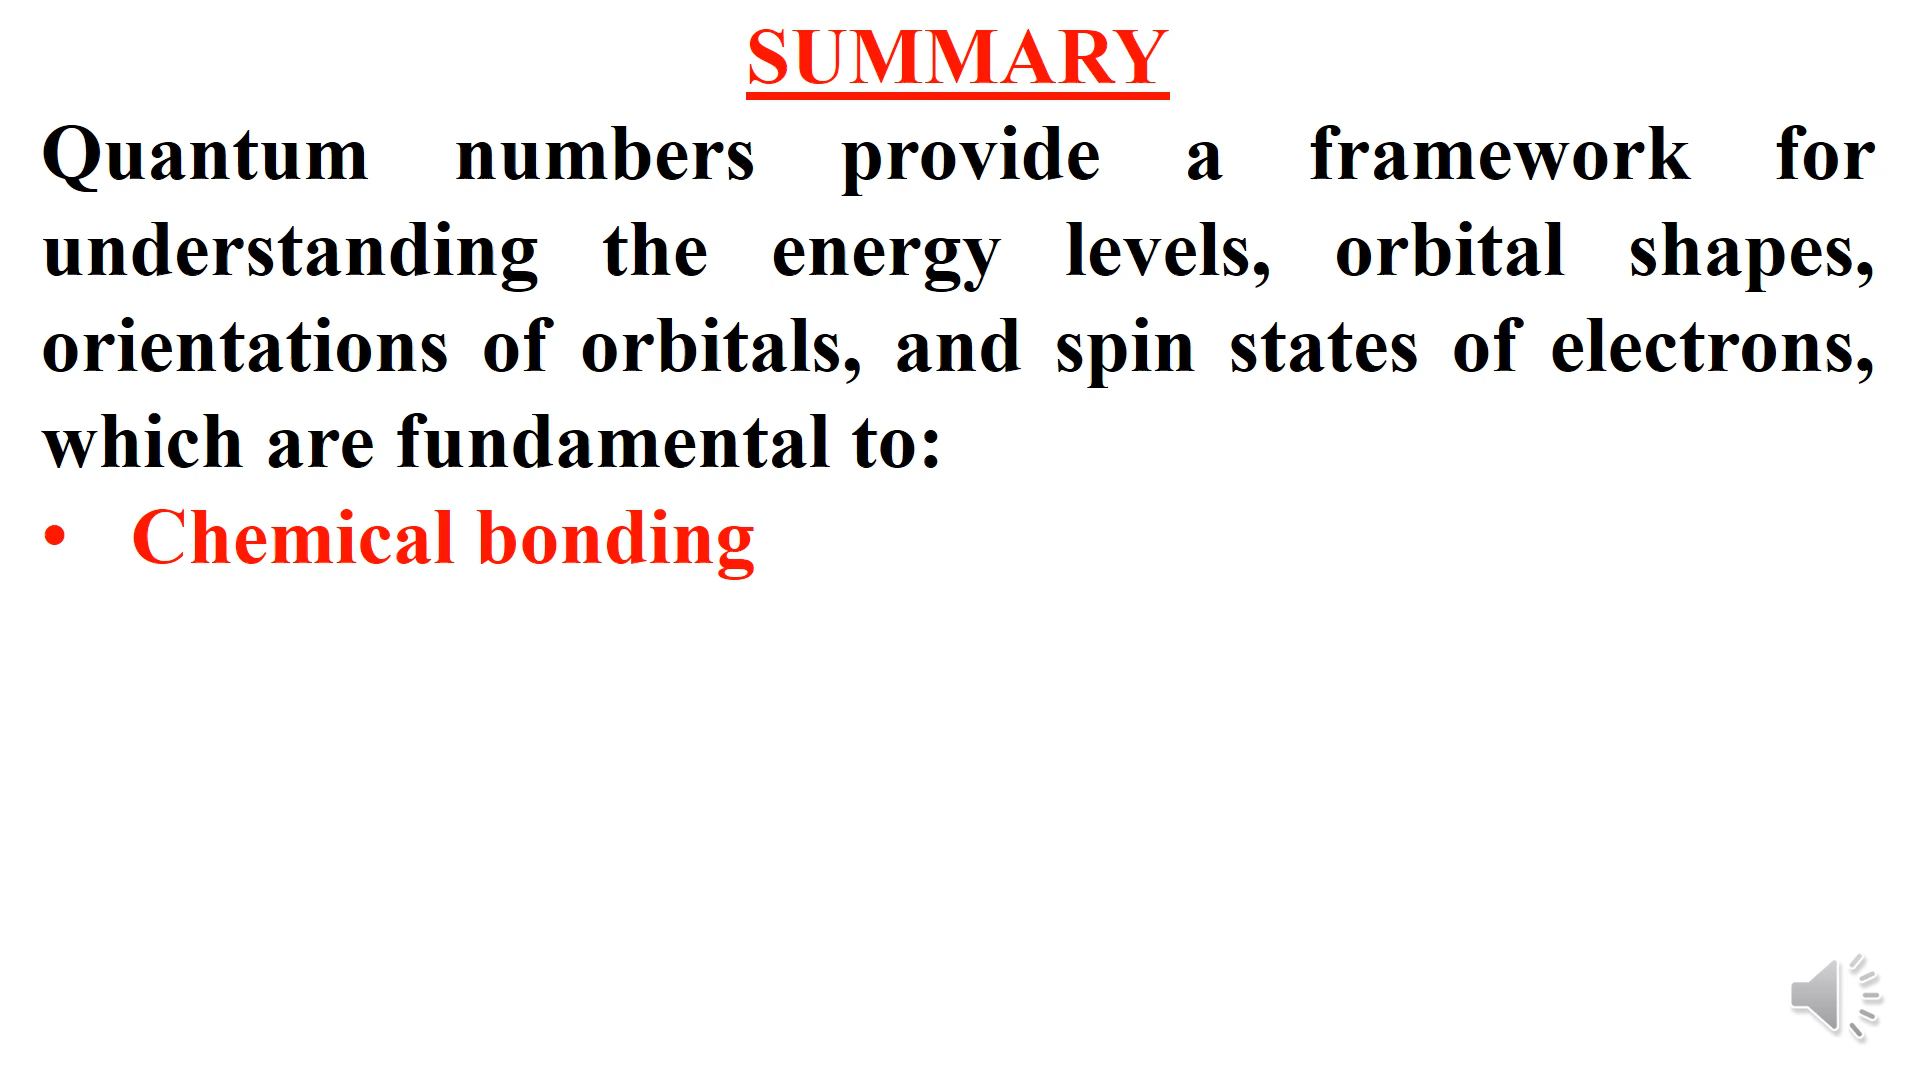 SUMMARY
Quantum numbers provide a framework for
understanding the energy levels, orbital shapes,
orientations of orbitals, and spin states of electrons,
which are fundamental to:
• Chemical bonding